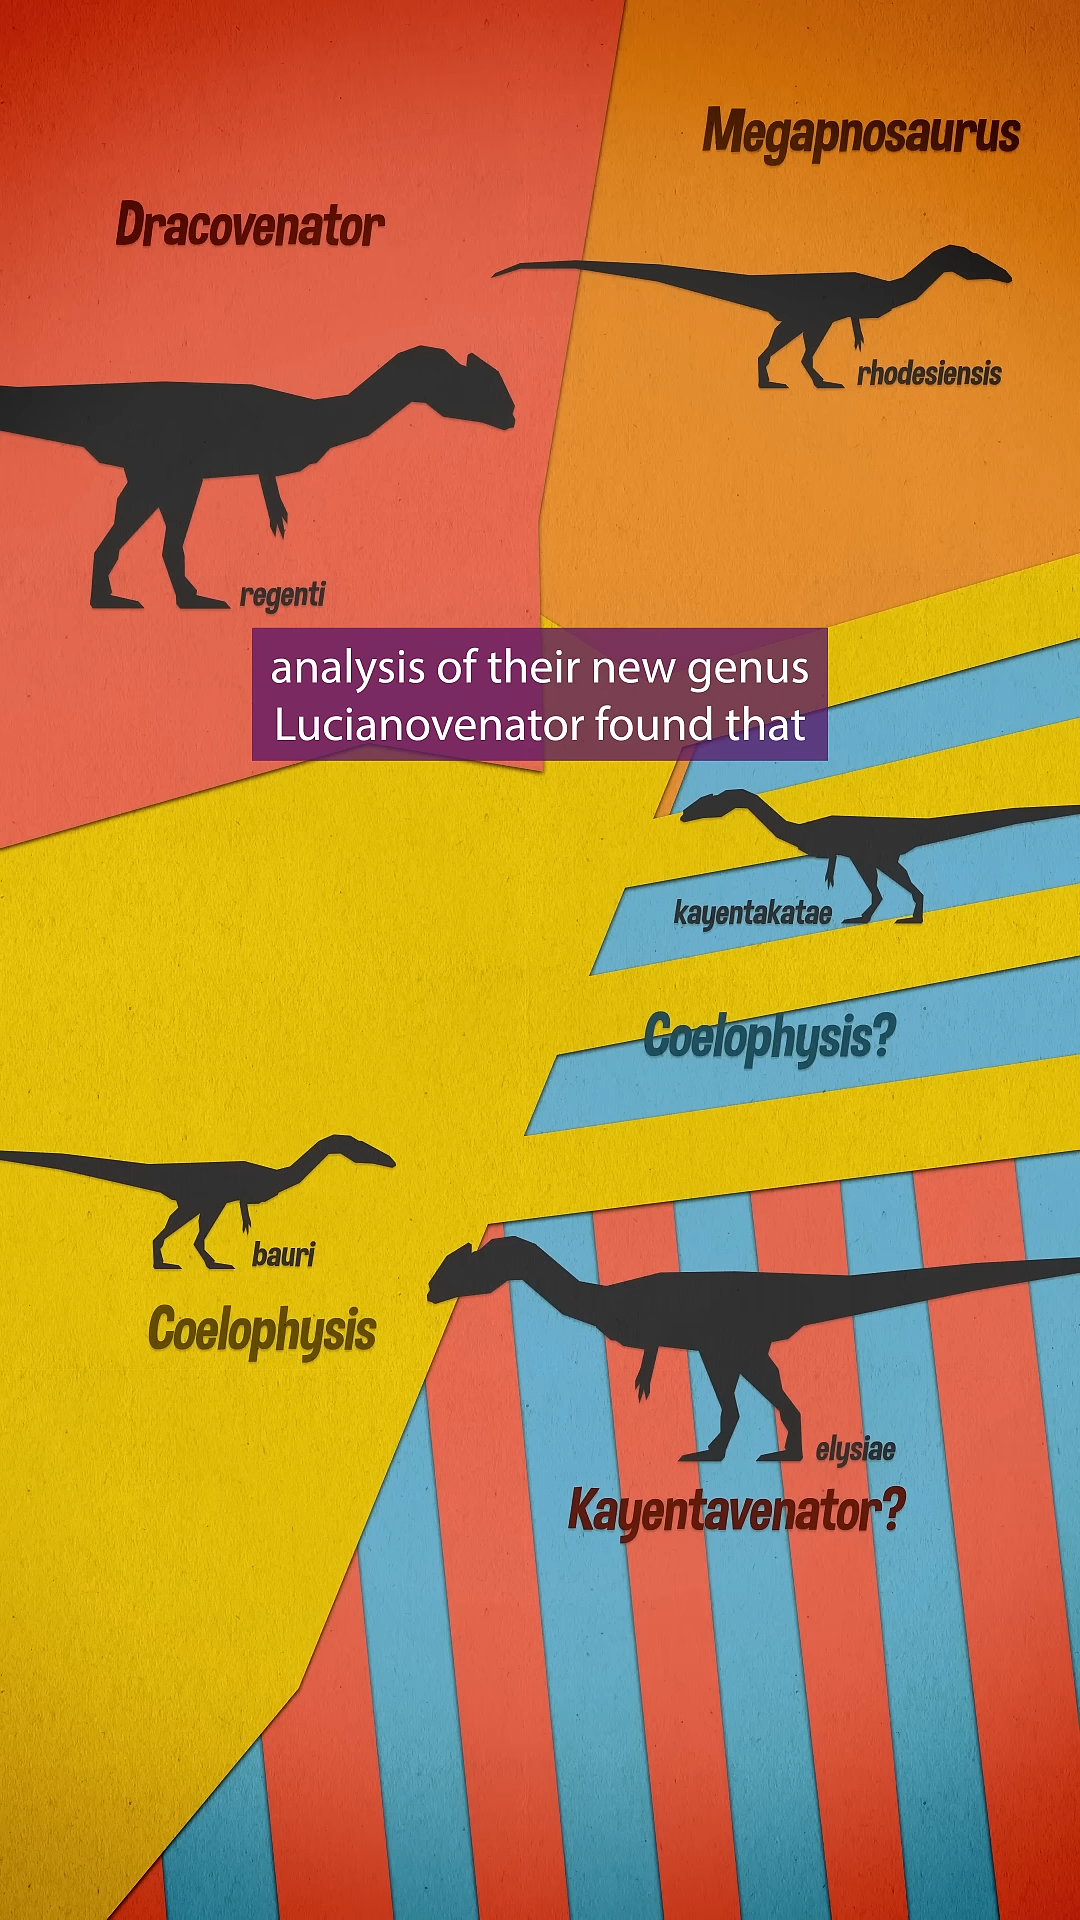 Megapnosaurus
Dracovenator
rhodesiensis
regenti
analysis of their new genus
Lucianovenator found that
kayentakatae
Coelophysis?
bauri
Coelophysis
elysiae
Kayentavenator?